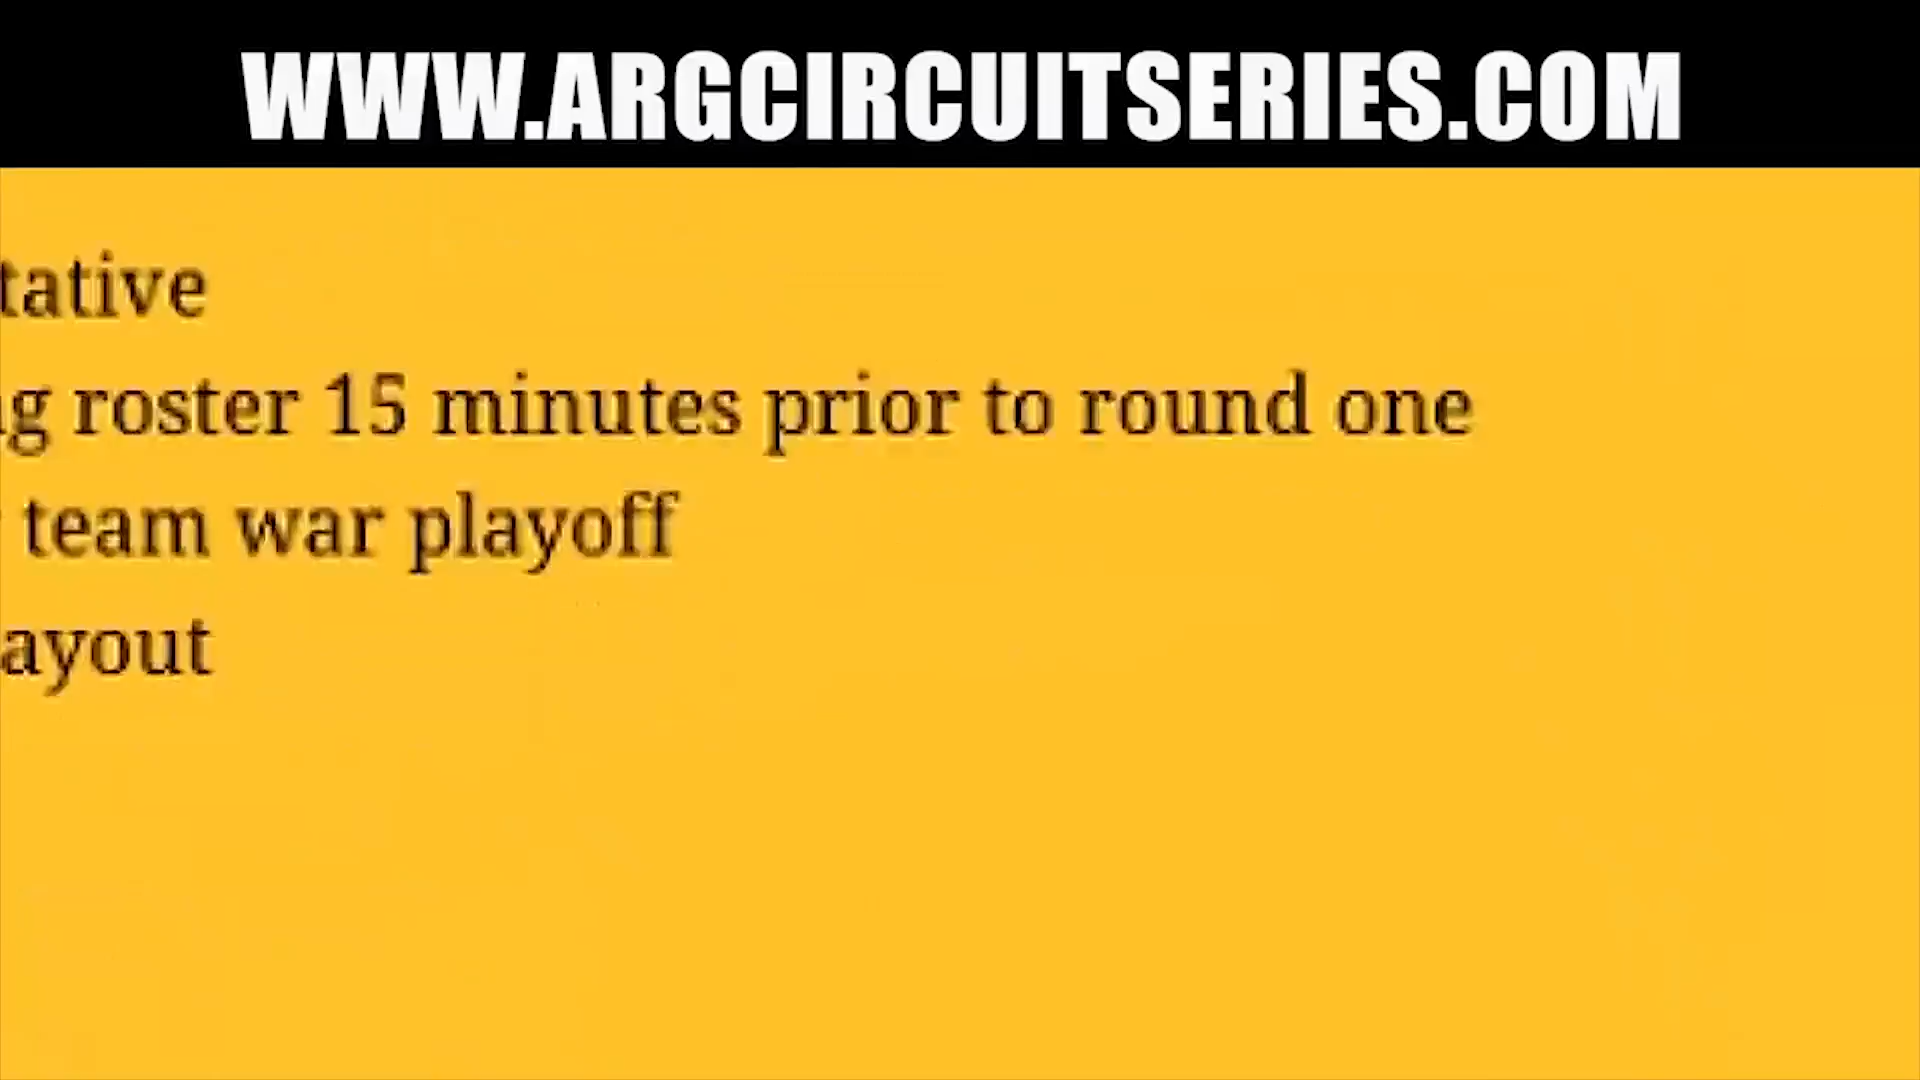 WWW.ARGCIRCUITSERIES.COM
tative
g roster 15 minutes prior to round one
team war playoff
ayout